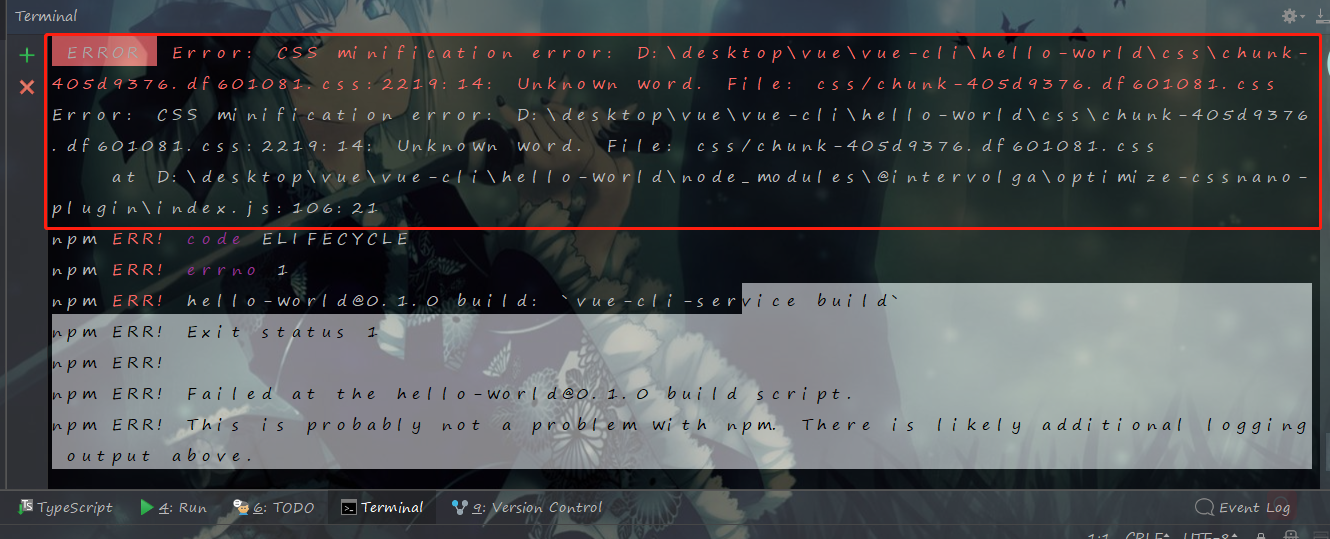 Terminal
ERROR Error: CSS minification error: D:\desktop\vue\vue-cli\hello-world\css\chunk-
405d9376.df601081.css:2219:14: Unknown word. File: css/chunk-405d9376.df601081.css
Error: CSS minification error: D:\desktop\vue\vue-cli\hello-world\css\chunk-405d9376
.df601081.css:2219:14: Unknown word. File: css/chunk-405d9376.df601081.css
at D:\desktop\vue\vue-cli\hello-world\node_modules\@intervolga\optimize-cssnano-
plugin\index.js:106:21
npm ERR! code ELIFECYCLE
npm ERR! errno 1
npm ERR! hello-world@0.1.0 build: `vue-cli-service build`
npm ERR! Exit status 1
npm ERR!
npm ERR! Failed at the hello-world@0.1.0 build script.
npm ERR! This is probably not a problem with npm. There is likely additional logging
output above.
TypeScript 4: Run 6: TODO Terminal 9: Version Control Event Log
1:1 CRLF UTF-8